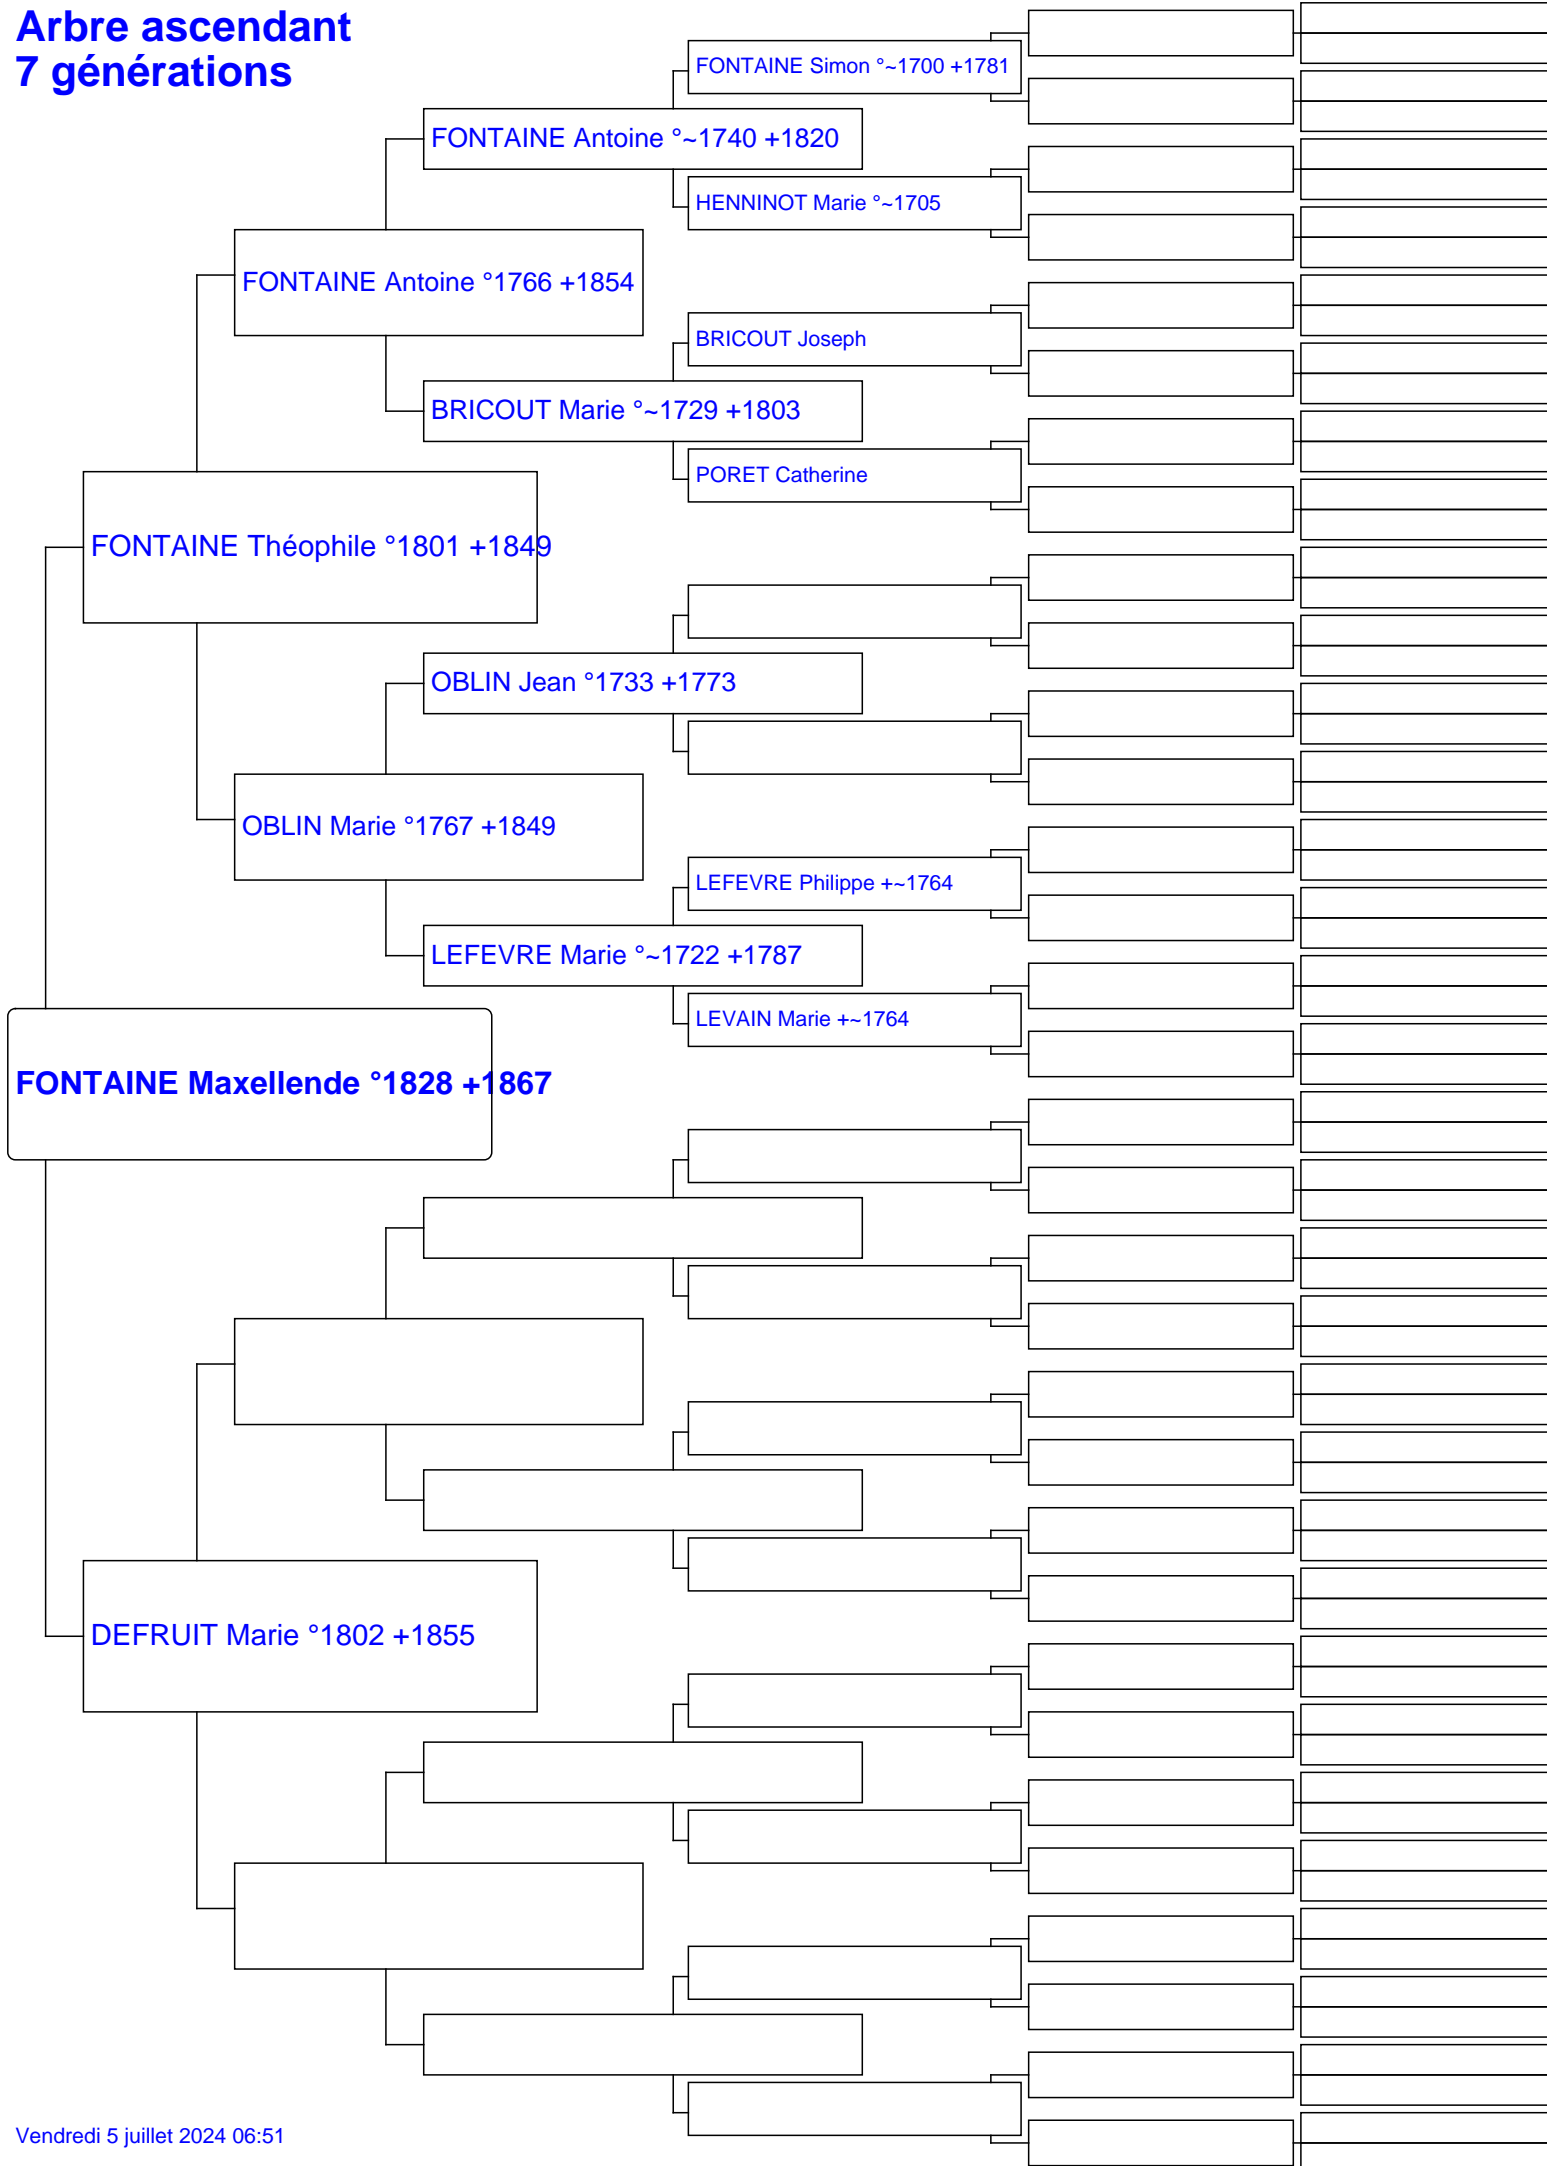 Arbre ascendant
7 générations
FONTAINE Simon °~1700 +1781
FONTAINE Antoine °~1740 +1820
HENNINOT Marie °~1705
FONTAINE Antoine °1766 +1854
BRICOUT Joseph
BRICOUT Marie °~1729 +1803
PORET Catherine
FONTAINE Théophile °1801 +1849
OBLIN Jean °1733 +1773
OBLIN Marie °1767 +1849
LEFEVRE Philippe +~1764
LEFEVRE Marie °~1722 +1787
LEVAIN Marie +~1764
FONTAINE Maxellende °1828 +1867
DEFRUIT Marie °1802 +1855
Vendredi 5 juillet 2024 06:51